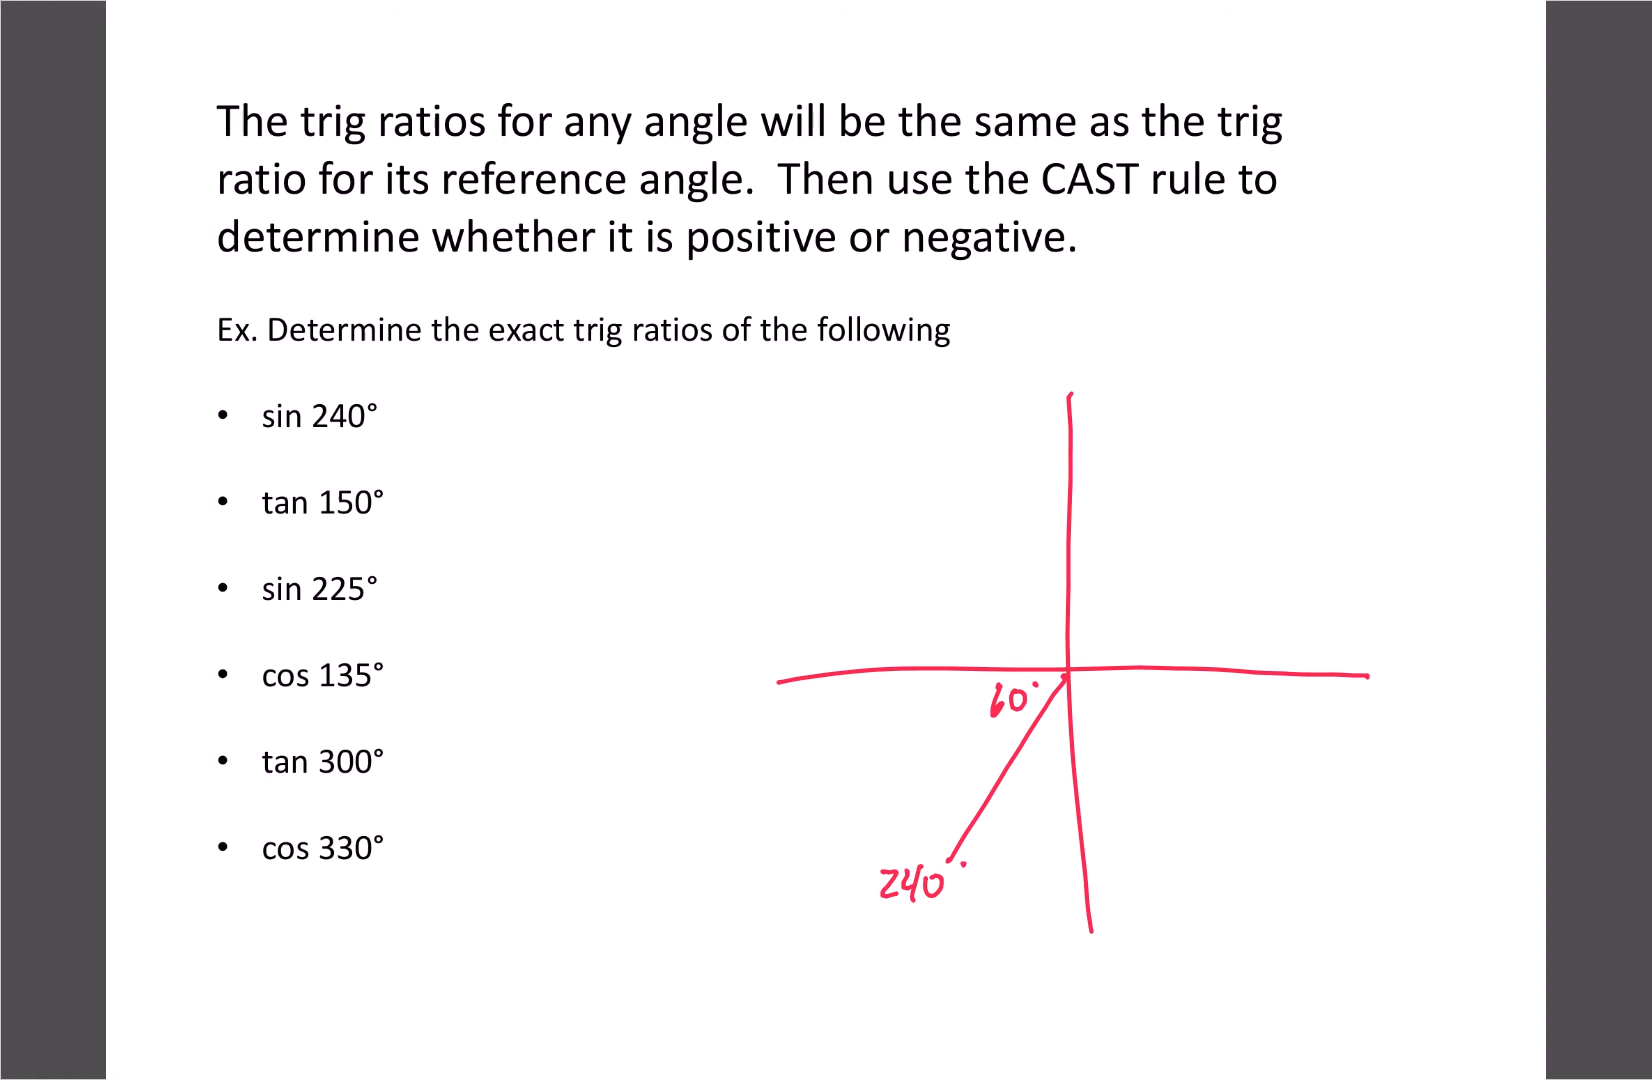 The trig ratios for any angle will be the same as the trig
ratio for its reference angle.  Then use the CAST rule to
determine whether it is positive or negative.
Ex. Determine the exact trig ratios of the following
• sin 240°
• tan 150°
• sin 225°
• cos 135°
• tan 300°
• cos 330°
60°
240°